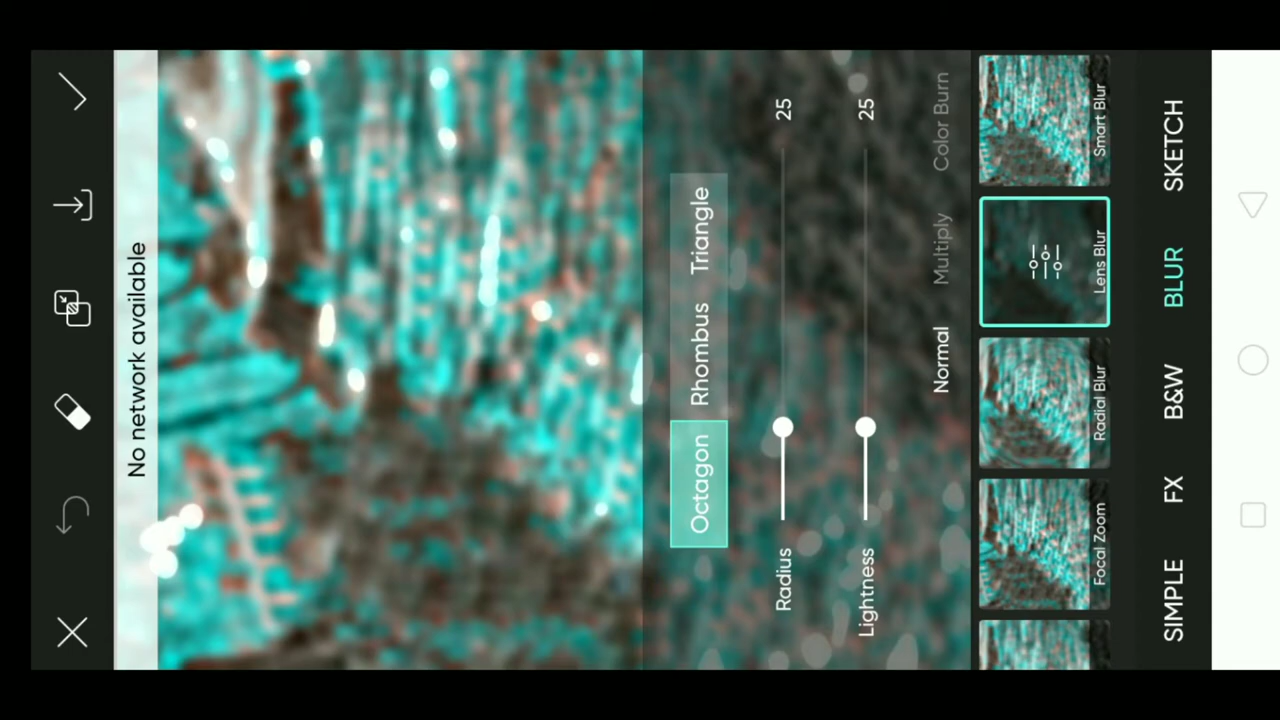 No network available
Octagon Rhombus Triangle
Radius 25
Lightness 25
Normal Multiply Color Burn
Focal Zoom Radial Blur Lens Blur Smart Blur
SIMPLE FX B&W BLUR SKETCH